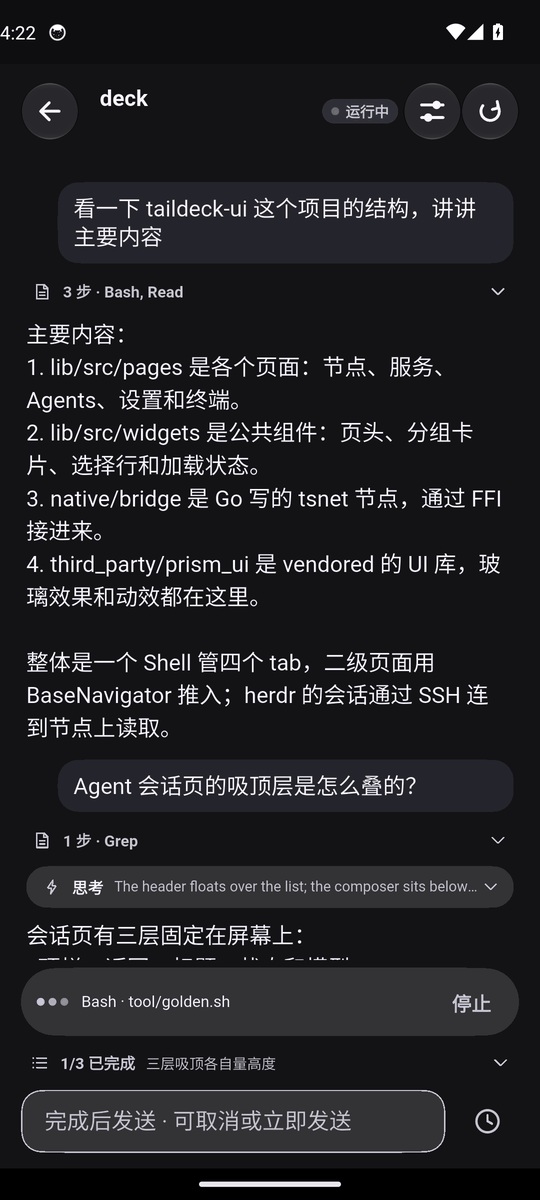 4:22
deck
运行中
看一下 taildeck-ui 这个项目的结构，讲讲
主要内容
3 步 · Bash, Read
主要内容：
1. lib/src/pages 是各个页面：节点、服务、
Agents、设置和终端。
2. lib/src/widgets 是公共组件：页头、分组卡
片、选择行和加载状态。
3. native/bridge 是 Go 写的 tsnet 节点，通过 FFI
接进来。
4. third_party/prism_ui 是 vendored 的 UI 库，玻
璃效果和动效都在这里。
整体是一个 Shell 管四个 tab，二级页面用
BaseNavigator 推入；herdr 的会话通过 SSH 连
到节点上读取。
Agent 会话页的吸顶层是怎么叠的？
1 步 · Grep
思考 The header floats over the list; the composer sits below…
会话页有三层固定在屏幕上：
Bash · tool/golden.sh
停止
1/3 已完成 三层吸顶各自量高度
完成后发送 · 可取消或立即发送